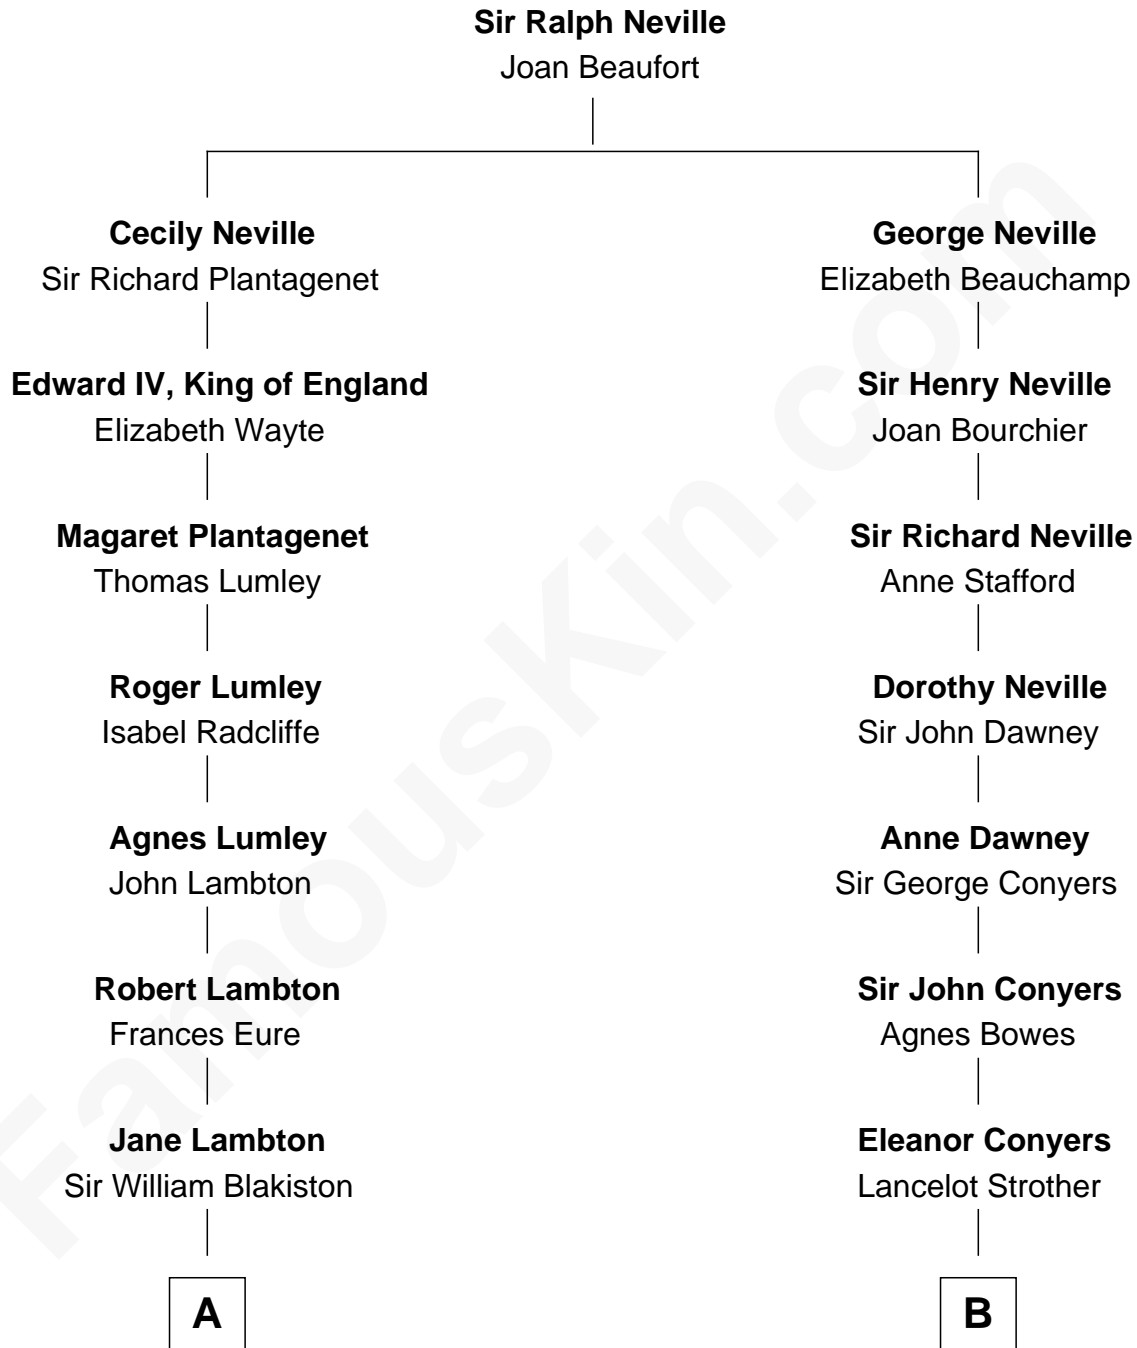 Sir Ralph Neville
Joan Beaufort
Cecily Neville
Sir Richard Plantagenet
George Neville
Elizabeth Beauchamp
Edward IV, King of England
Elizabeth Wayte
Sir Henry Neville
Joan Bourchier
Magaret Plantagenet
Thomas Lumley
Sir Richard Neville
Anne Stafford
Roger Lumley
Isabel Radcliffe
Dorothy Neville
Sir John Dawney
Agnes Lumley
John Lambton
Anne Dawney
Sir George Conyers
Robert Lambton
Frances Eure
Sir John Conyers
Agnes Bowes
Jane Lambton
Sir William Blakiston
Eleanor Conyers
Lancelot Strother
A
B
FamousKin.com